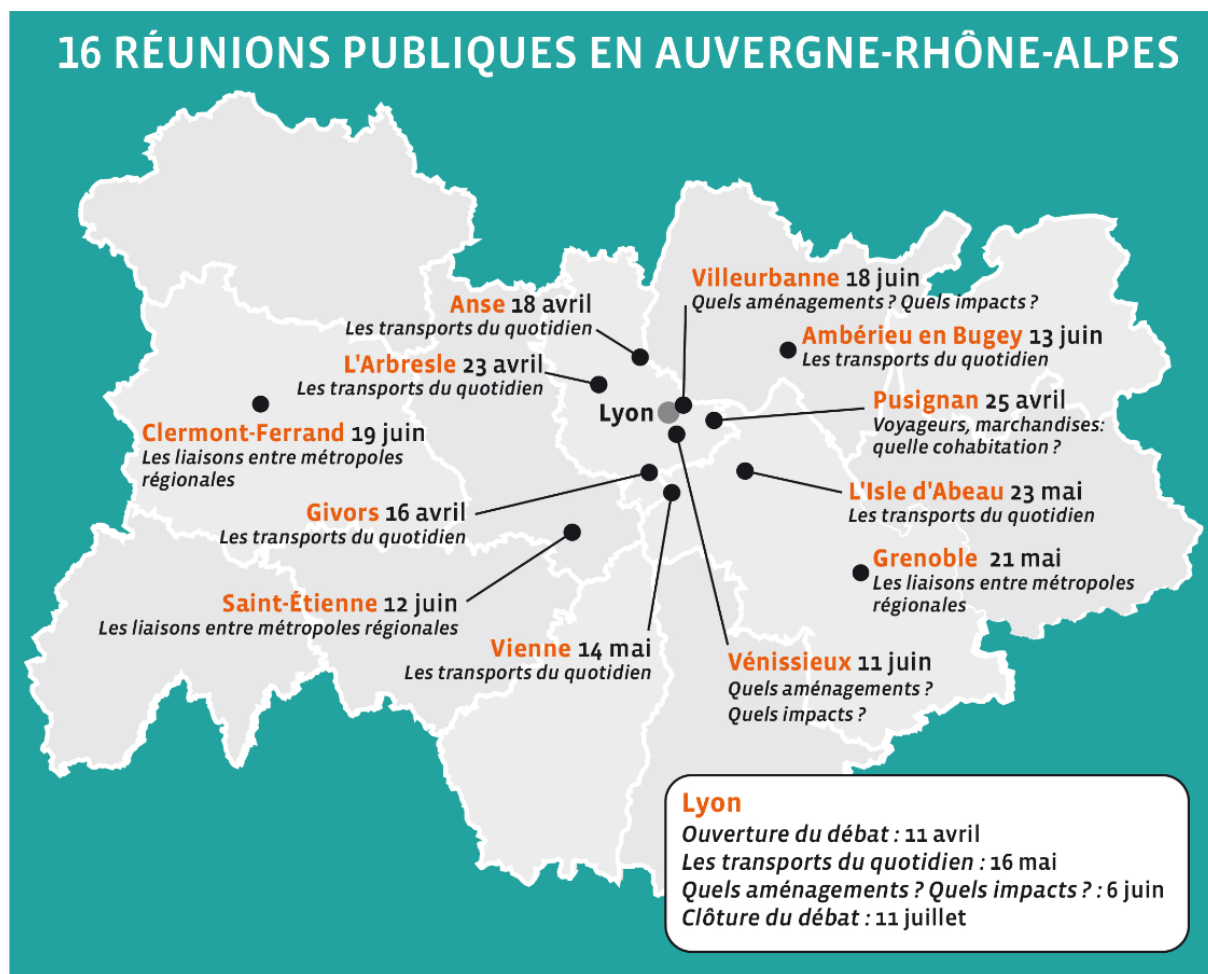 16 RÉUNIONS PUBLIQUES EN AUVERGNE-RHÔNE-ALPES
Villeurbanne 18 juin
Quels aménagements ? Quels impacts ?
Anse 18 avril
Les transports du quotidien
Ambérieu en Bugey 13 juin
Les transports du quotidien
L'Arbresle 23 avril
Les transports du quotidien
Lyon
Pusignan 25 avril
Voyageurs, marchandises:
quelle cohabitation ?
Clermont-Ferrand 19 juin
Les liaisons entre métropoles
régionales
L'Isle d'Abeau 23 mai
Les transports du quotidien
Givors 16 avril
Les transports du quotidien
Grenoble 21 mai
Les liaisons entre métropoles
régionales
Saint-Étienne 12 juin
Les liaisons entre métropoles régionales
Vienne 14 mai
Les transports du quotidien
Vénissieux 11 juin
Quels aménagements ?
Quels impacts ?
Lyon
Ouverture du débat : 11 avril
Les transports du quotidien : 16 mai
Quels aménagements ? Quels impacts ? : 6 juin
Clôture du débat : 11 juillet